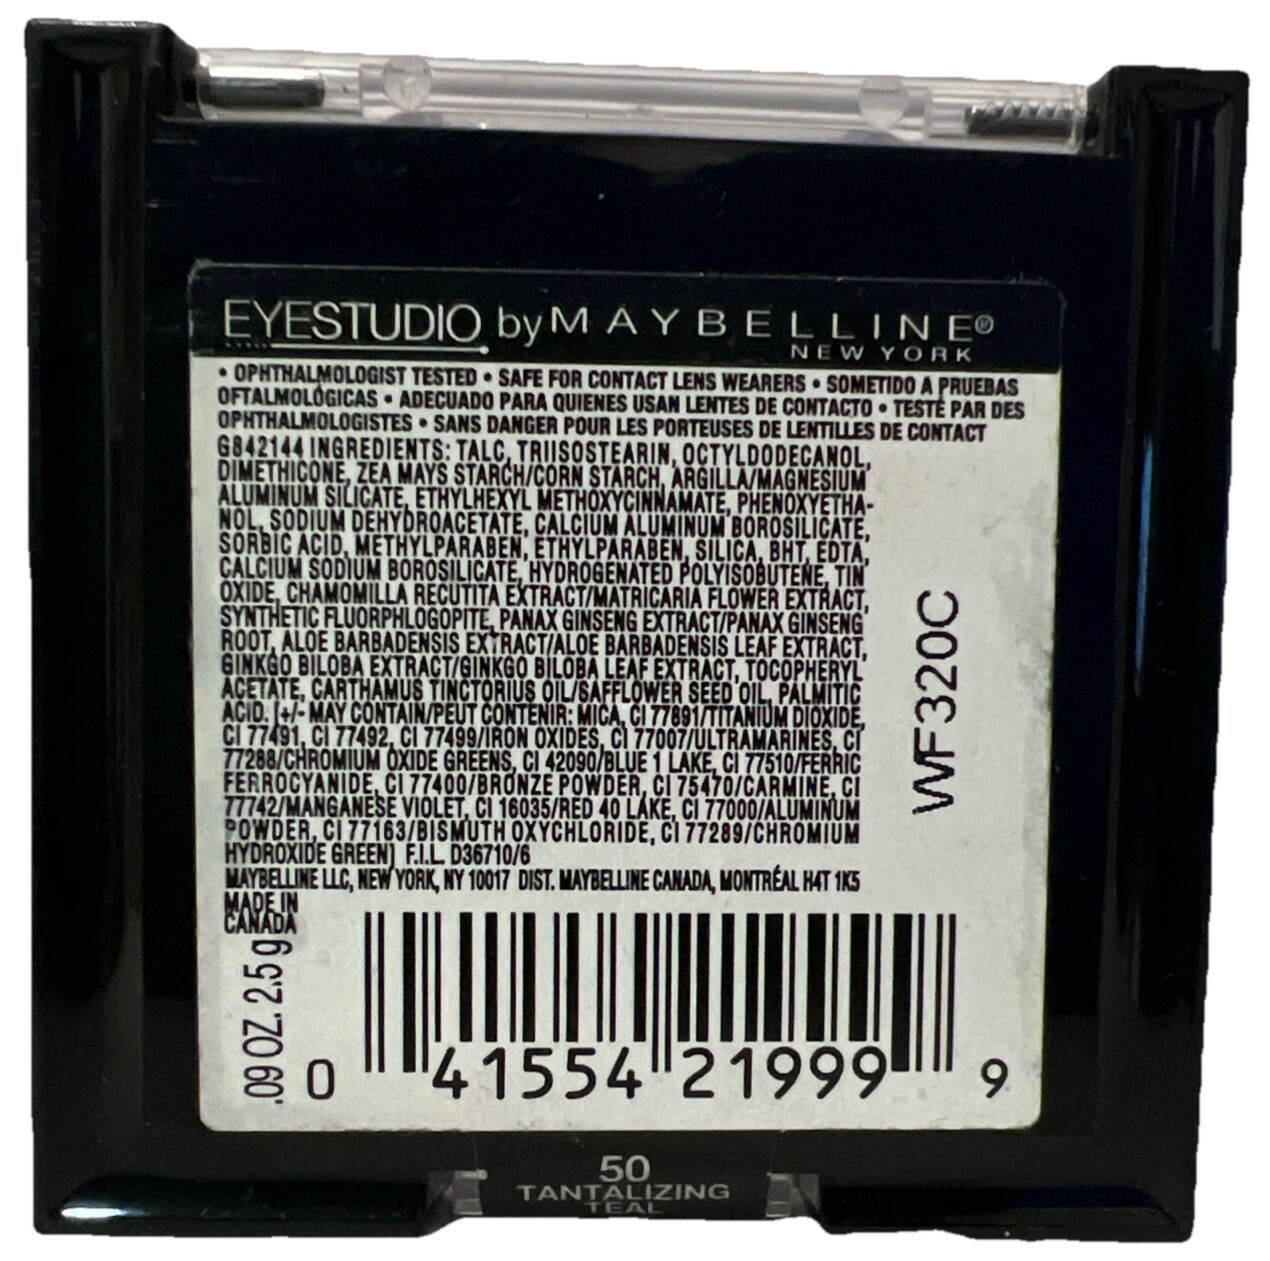 EYESTUDIO by MAYBELLINE®
NEW YORK
• OPHTHALMOLOGIST TESTED • SAFE FOR CONTACT LENS WEARERS • SOMETIDO A PRUEBAS
OFTALMOLÓGICAS • ADECUADO PARA QUIENES USAN LENTES DE CONTACTO • TESTÉ PAR DES
OPHTHALMOLOGISTES • SANS DANGER POUR LES PORTEUSES DE LENTILLES DE CONTACT
G842144 INGREDIENTS: TALC, TRIISOSTEARIN, OCTYLDODECANOL,
DIMETHICONE, ZEA MAYS STARCH/CORN STARCH, ARGILLA/MAGNESIUM
ALUMINUM SILICATE, ETHYLHEXYL METHOXYCINNAMATE, PHENOXYETHA-
NOL, SODIUM DEHYDROACETATE, CALCIUM ALUMINUM BOROSILICATE,
SORBIC ACID, METHYLPARABEN, ETHYLPARABEN, SILICA, BHT, EDTA,
CALCIUM SODIUM BOROSILICATE, HYDROGENATED POLYISOBUTENE, TIN
OXIDE, CHAMOMILLA RECUTITA EXTRACT/MATRICARIA FLOWER EXTRACT,
SYNTHETIC FLUORPHLOGOPITE, PANAX GINSENG EXTRACT/PANAX GINSENG
ROOT, ALOE BARBADENSIS EXTRACT/ALOE BARBADENSIS LEAF EXTRACT,
GINKGO BILOBA EXTRACT/GINKGO BILOBA LEAF EXTRACT, TOCOPHERYL
ACETATE, CARTHAMUS TINCTORIUS OIL/SAFFLOWER SEED OIL, PALMITIC
ACID. [+/- MAY CONTAIN/PEUT CONTENIR: MICA, CI 77891/TITANIUM DIOXIDE,
CI 77491, CI 77492, CI 77499/IRON OXIDES, CI 77007/ULTRAMARINES, CI
77288/CHROMIUM OXIDE GREENS, CI 42090/BLUE 1 LAKE, CI 77510/FERRIC
FERROCYANIDE, CI 77400/BRONZE POWDER, CI 75470/CARMINE, CI
77742/MANGANESE VIOLET, CI 16035/RED 40 LAKE, CI 77000/ALUMINUM
POWDER, CI 77163/BISMUTH OXYCHLORIDE, CI 77289/CHROMIUM
HYDROXIDE GREEN] F.I.L. D36710/6
MAYBELLINE LLC, NEW YORK, NY 10017 DIST. MAYBELLINE CANADA, MONTRÉAL H4T 1K5
MADE IN
CANADA
.09 OZ. 2.5 g
WF320C
0 41554 21999 9
50
TANTALIZING
TEAL